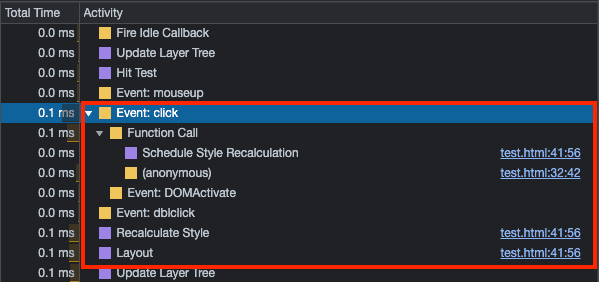 Total Time Activity
0.0 ms Fire Idle Callback
0.0 ms Update Layer Tree
0.0 ms Hit Test
0.0 ms Event: mouseup
0.1 ms Event: click
0.1 ms Function Call
0.0 ms Schedule Style Recalculation test.html:41:56
0.0 ms (anonymous) test.html:32:42
0.0 ms Event: DOMActivate
0.0 ms Event: dblclick
0.1 ms Recalculate Style test.html:41:56
0.1 ms Layout test.html:41:56
0.1 ms Update Layer Tree